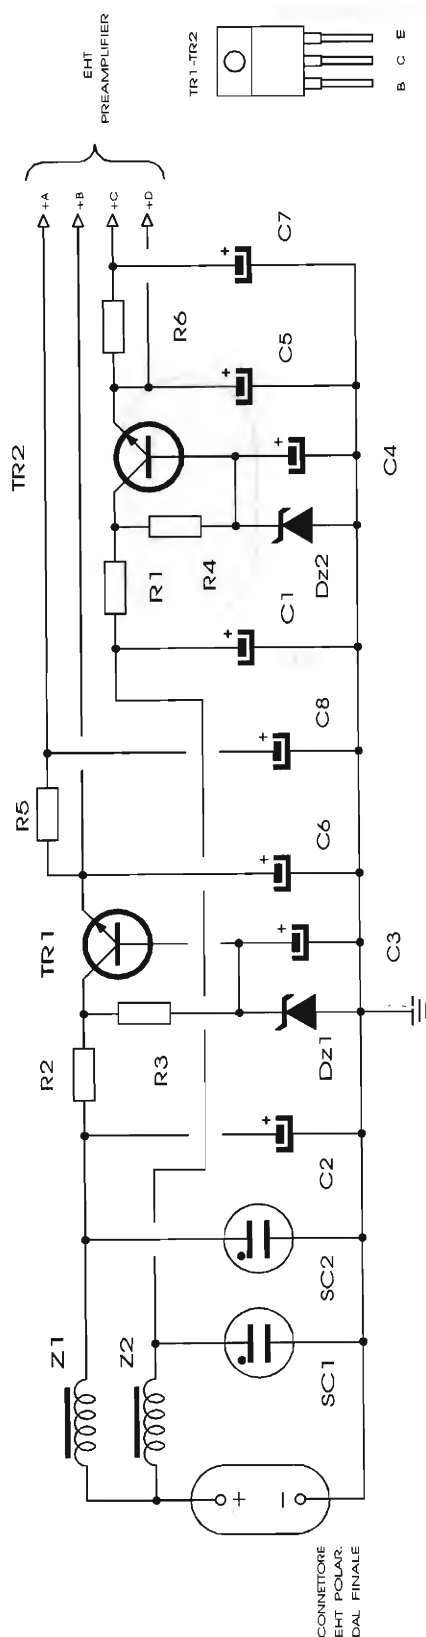 CONNETTORE
EHT POLAR.
DAL FINALE
+
−
Z1
Z2
SC1
SC2
C2
R2
R3
Dz1
C3
TR1
C6
R5
C8
C1
R1
R4
Dz2
C4
TR2
C5
R6
C7
+A
+B
+C
+D
EHT
PREAMPLIFIER
TR1-TR2
B
C
E
+
+
+
+
+
+
+
+